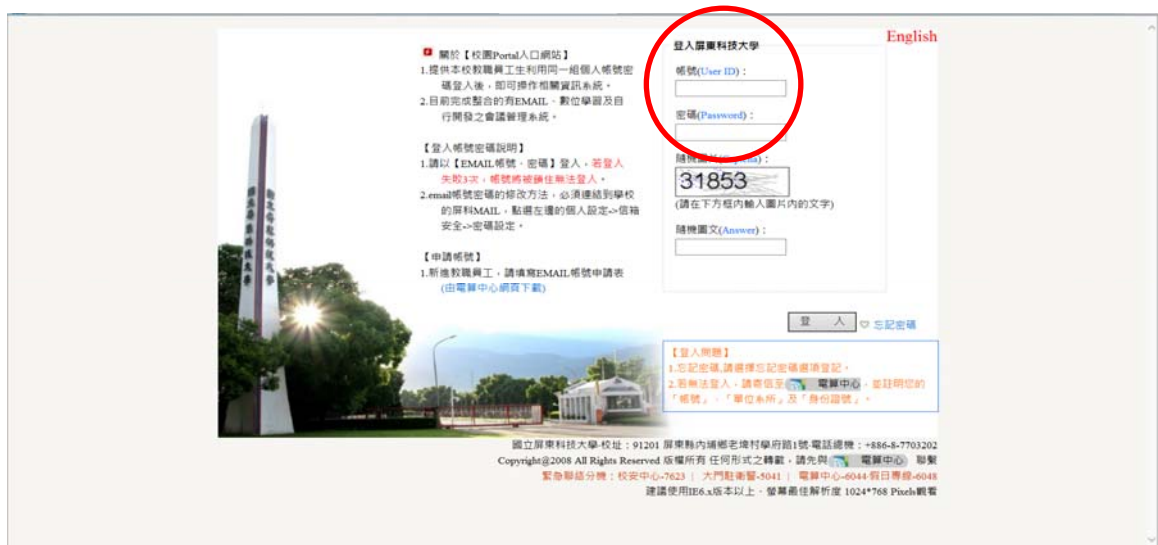 English
關於【校園Portal入口網站】
1.提供本校教職員工生利用同一組個人帳號密
碼登入後，即可操作相關資訊系統。
2.目前完成整合的有EMAIL、數位學習及自
行開發之會議管理系統。
【登入帳號密碼說明】
1.請以【EMAIL帳號、密碼】登入，若登入
失敗3次，帳號將被鎖住無法登入。
2.email帳號密碼的修改方法，必須連結到學校
的屏科MAIL，點選左邊的個人設定->信箱
安全->密碼設定。
【申請帳號】
1.新進教職員工，請填寫EMAIL帳號申請表
(由電算中心網頁下載)
登入屏東科技大學
帳號(User ID)：
密碼(Password)：
隨機圖片
31853
(請在下方框內輸入圖片內的文字)
隨機圖文(Answer)：
登 入
忘記密碼
【登入問題】
1.忘記密碼,請選擇忘記密碼選項登記。
2.若無法登入，請寄信至 電算中心，並註明您的
「帳號」、「單位系所」及「身份證號」。
國立屏東科技大學-校址：91201 屏東縣內埔鄉老埤村學府路1號-電話總機：+886-8-7703202
Copyright@2008 All Rights Reserved 版權所有 任何形式之轉載，請先與 電算中心 聯繫
緊急聯絡分機：校安中心-7623 | 大門駐衛警-5041 | 電算中心-6044 假日專線-6048
建議使用IE6.x版本以上、螢幕最佳解析度 1024*768 Pixels觀看